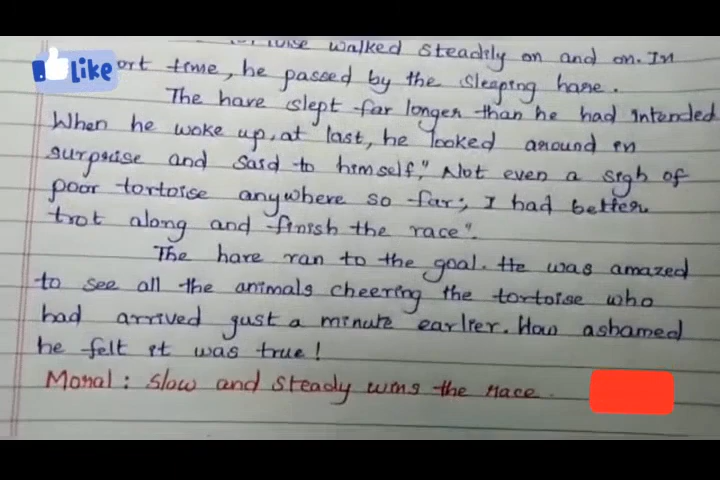 walked steadily on and on. In
Like
ort time, he passed by the sleeping hare.
The hare slept far longer than he had intended
When he woke up, at last, he looked around in
surprise and said to himself," Not even a sigh of
poor tortoise anywhere so far; I had better
trot along and finish the race".
The hare ran to the goal. He was amazed
to see all the animals cheering the tortoise who
had arrived just a minute earlier. How ashamed
he felt it was true!
Moral: Slow and steady wins the race.